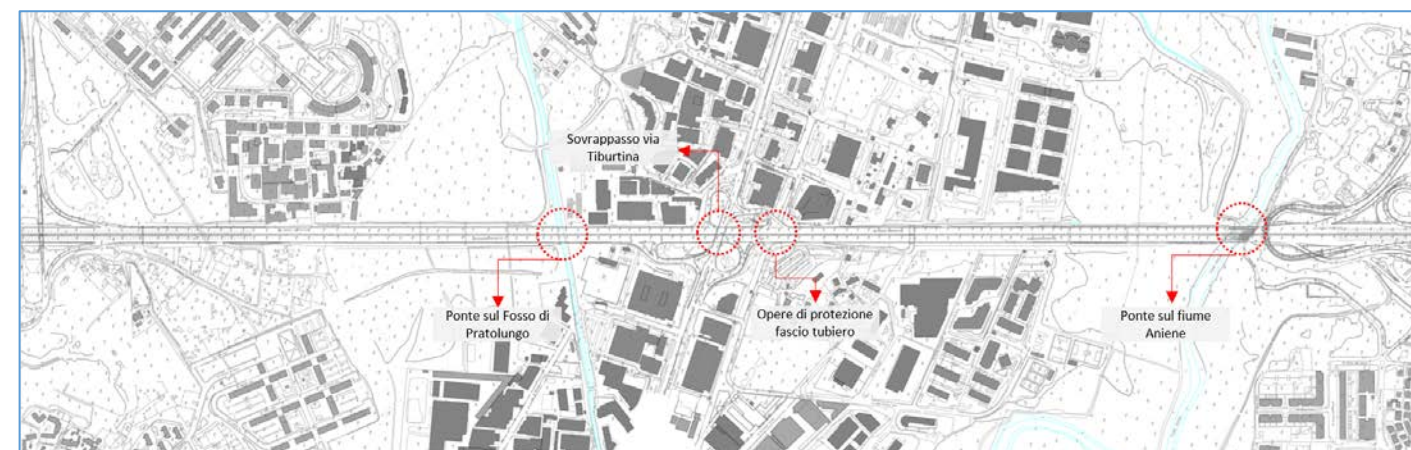 Sovrappasso via
Tiburtina
Ponte sul Fosso di
Pratolungo
Opere di protezione
fascio tubiero
Ponte sul fiume
Aniene